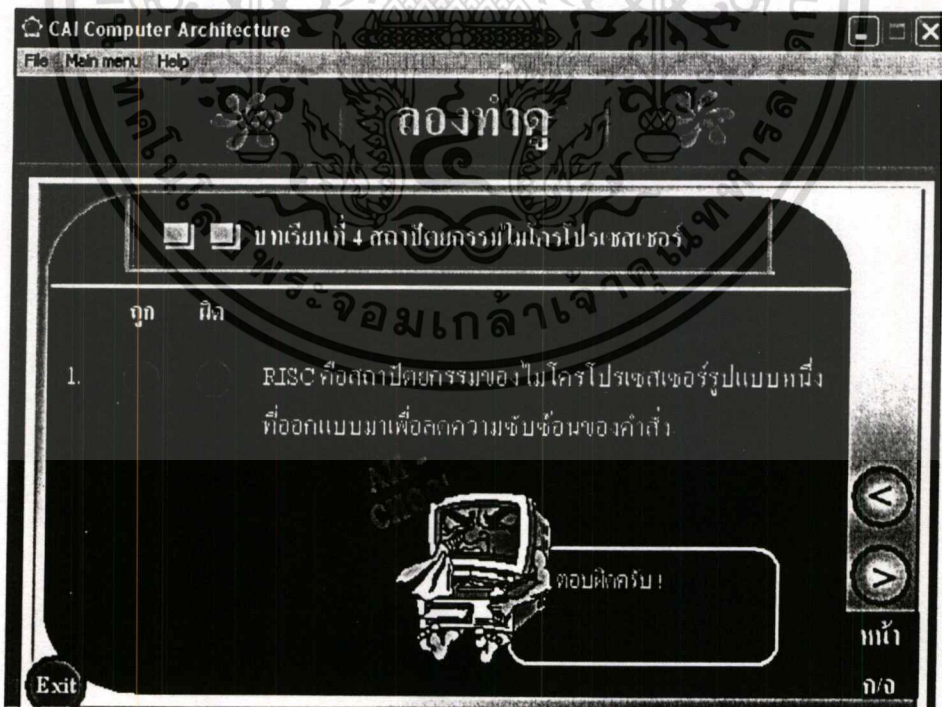 CAI Computer Architecture
File Main menu Help
ลองทำดู
บทเรียนที่ 4 สถาปัตยกรรมไมโครโปรเซสเซอร์
ถูก ผิด
1. RISC คือสถาปัตยกรรมของไมโครโปรเซสเซอร์รูปแบบหนึ่ง
ที่ออกแบบมาเพื่อลดความซับซ้อนของคำสั่ง
ตอบผิดครับ !
< >
หน้า
Exit
ก/อ